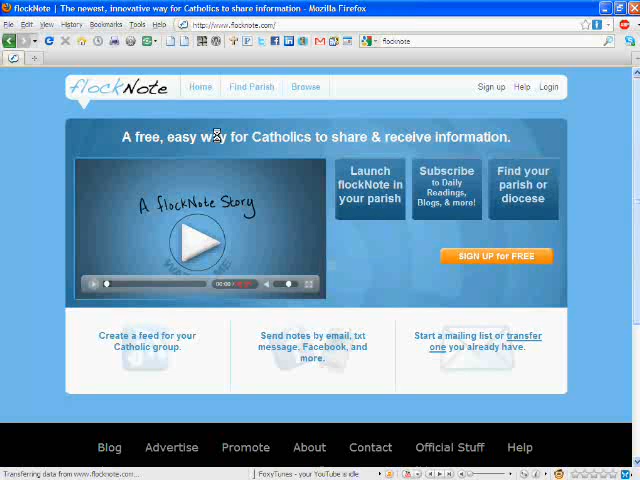 flockNote | The newest, innovative way for Catholics to share information - Mozilla Firefox
File Edit View History Bookmarks Tools Help
http://www.flocknote.com/
flocknote
flockNote Home Find Parish Browse Sign up Help Login
A free, easy way for Catholics to share & receive information.
A flockNote Story
WATCH ME
00:00
Launch
flockNote in
your parish
Subscribe
to Daily
Readings,
Blogs, & more!
Find your
parish or
diocese
SIGN UP for FREE
Create a feed for your
Catholic group.
Send notes by email, txt
message, Facebook, and
more.
Start a mailing list or transfer
one you already have.
Blog Advertise Promote About Contact Official Stuff Help
Transferring data from www.flocknote.com... FoxyTunes - your YouTube s idle